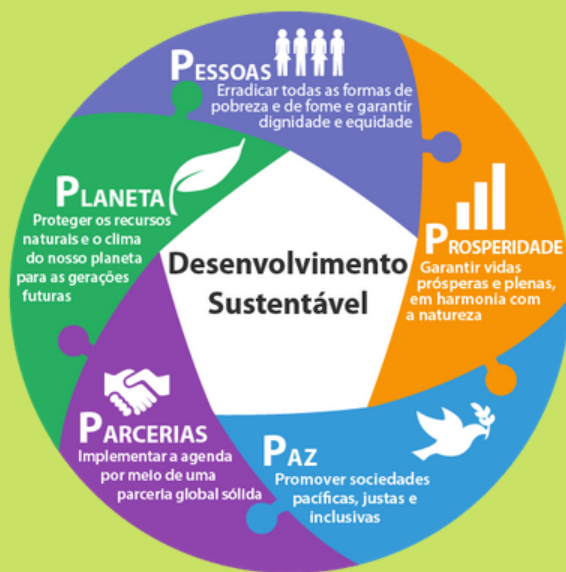 PESSOAS
Erradicar todas as formas de
pobreza e de fome e garantir
dignidade e equidade
PROSPERIDADE
Garantir vidas
prósperas e plenas,
em harmonia com
a natureza
PAZ
Promover sociedades
pacíficas, justas e
inclusivas
PARCERIAS
Implementar a agenda
por meio de uma
parceria global sólida
PLANETA
Proteger os recursos
naturais e o clima
do nosso planeta
para as gerações
futuras
Desenvolvimento
Sustentável